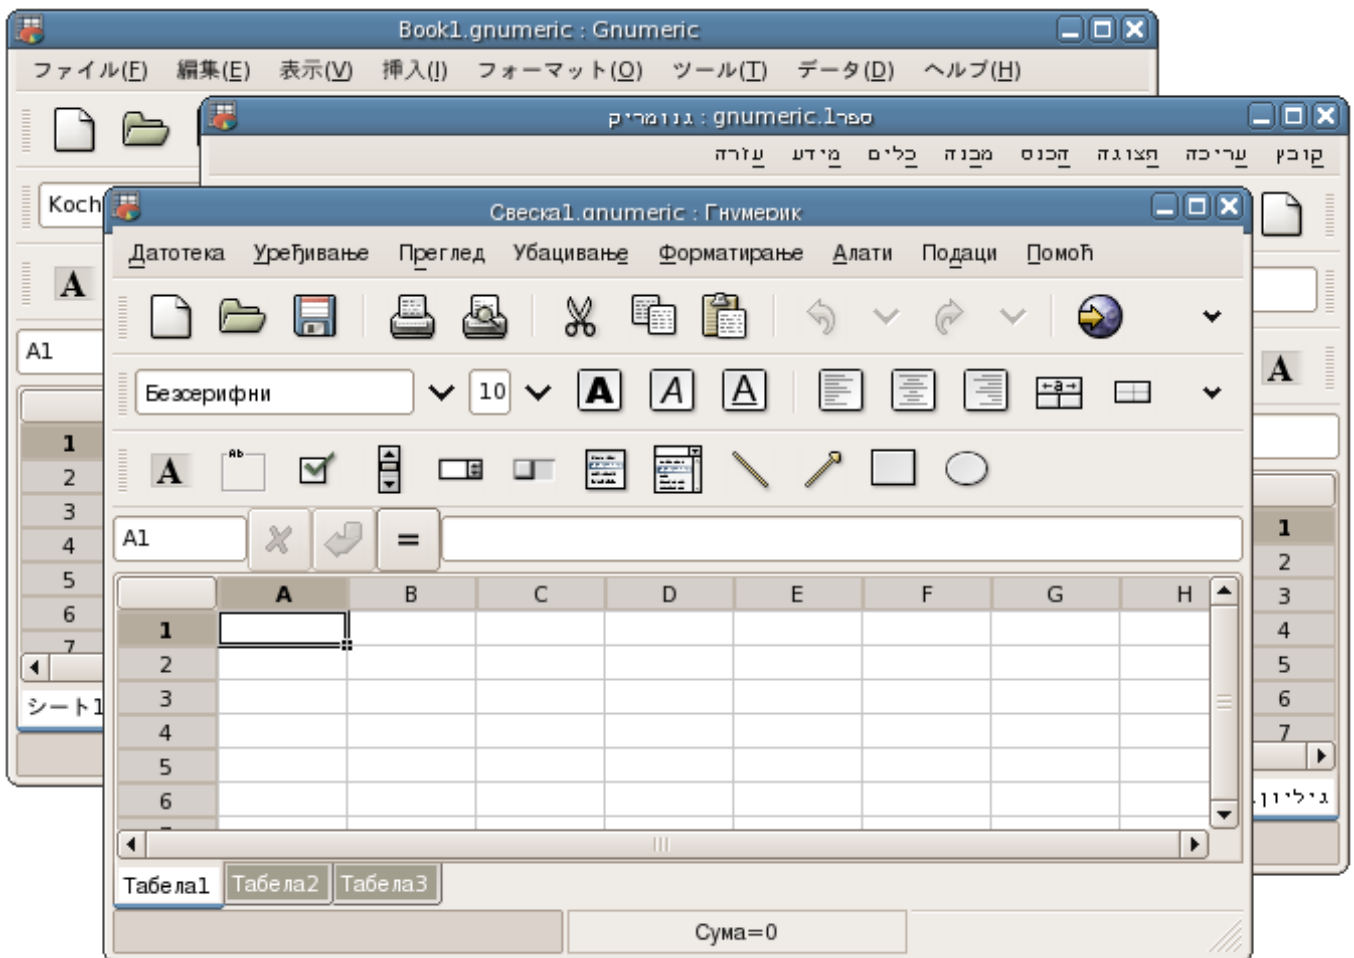 Book1.gnumeric : Gnumeric
ファイル(F) 編集(E) 表示(V) 挿入(I) フォーマット(O) ツール(T) データ(D) ヘルプ(H)
Koch
A
A1
1
2
3
4
5
6
7
シート1
ספר1.gnumeric : גנומריק
קובץ עריכה תצוגה הכנס מבנה כלים מידע עזרה
A
1
2
3
4
5
6
7
גיליון
Свеска1.gnumeric : Гнумерик
Датотека Уређивање Преглед Убацивање Форматирање Алати Подаци Помоћ
Безсерифни 10 A A A a
A Ab
A1 =
A B C D E F G H
1
2
3
4
5
6
Табела1 Табела2 Табела3
Сума=0